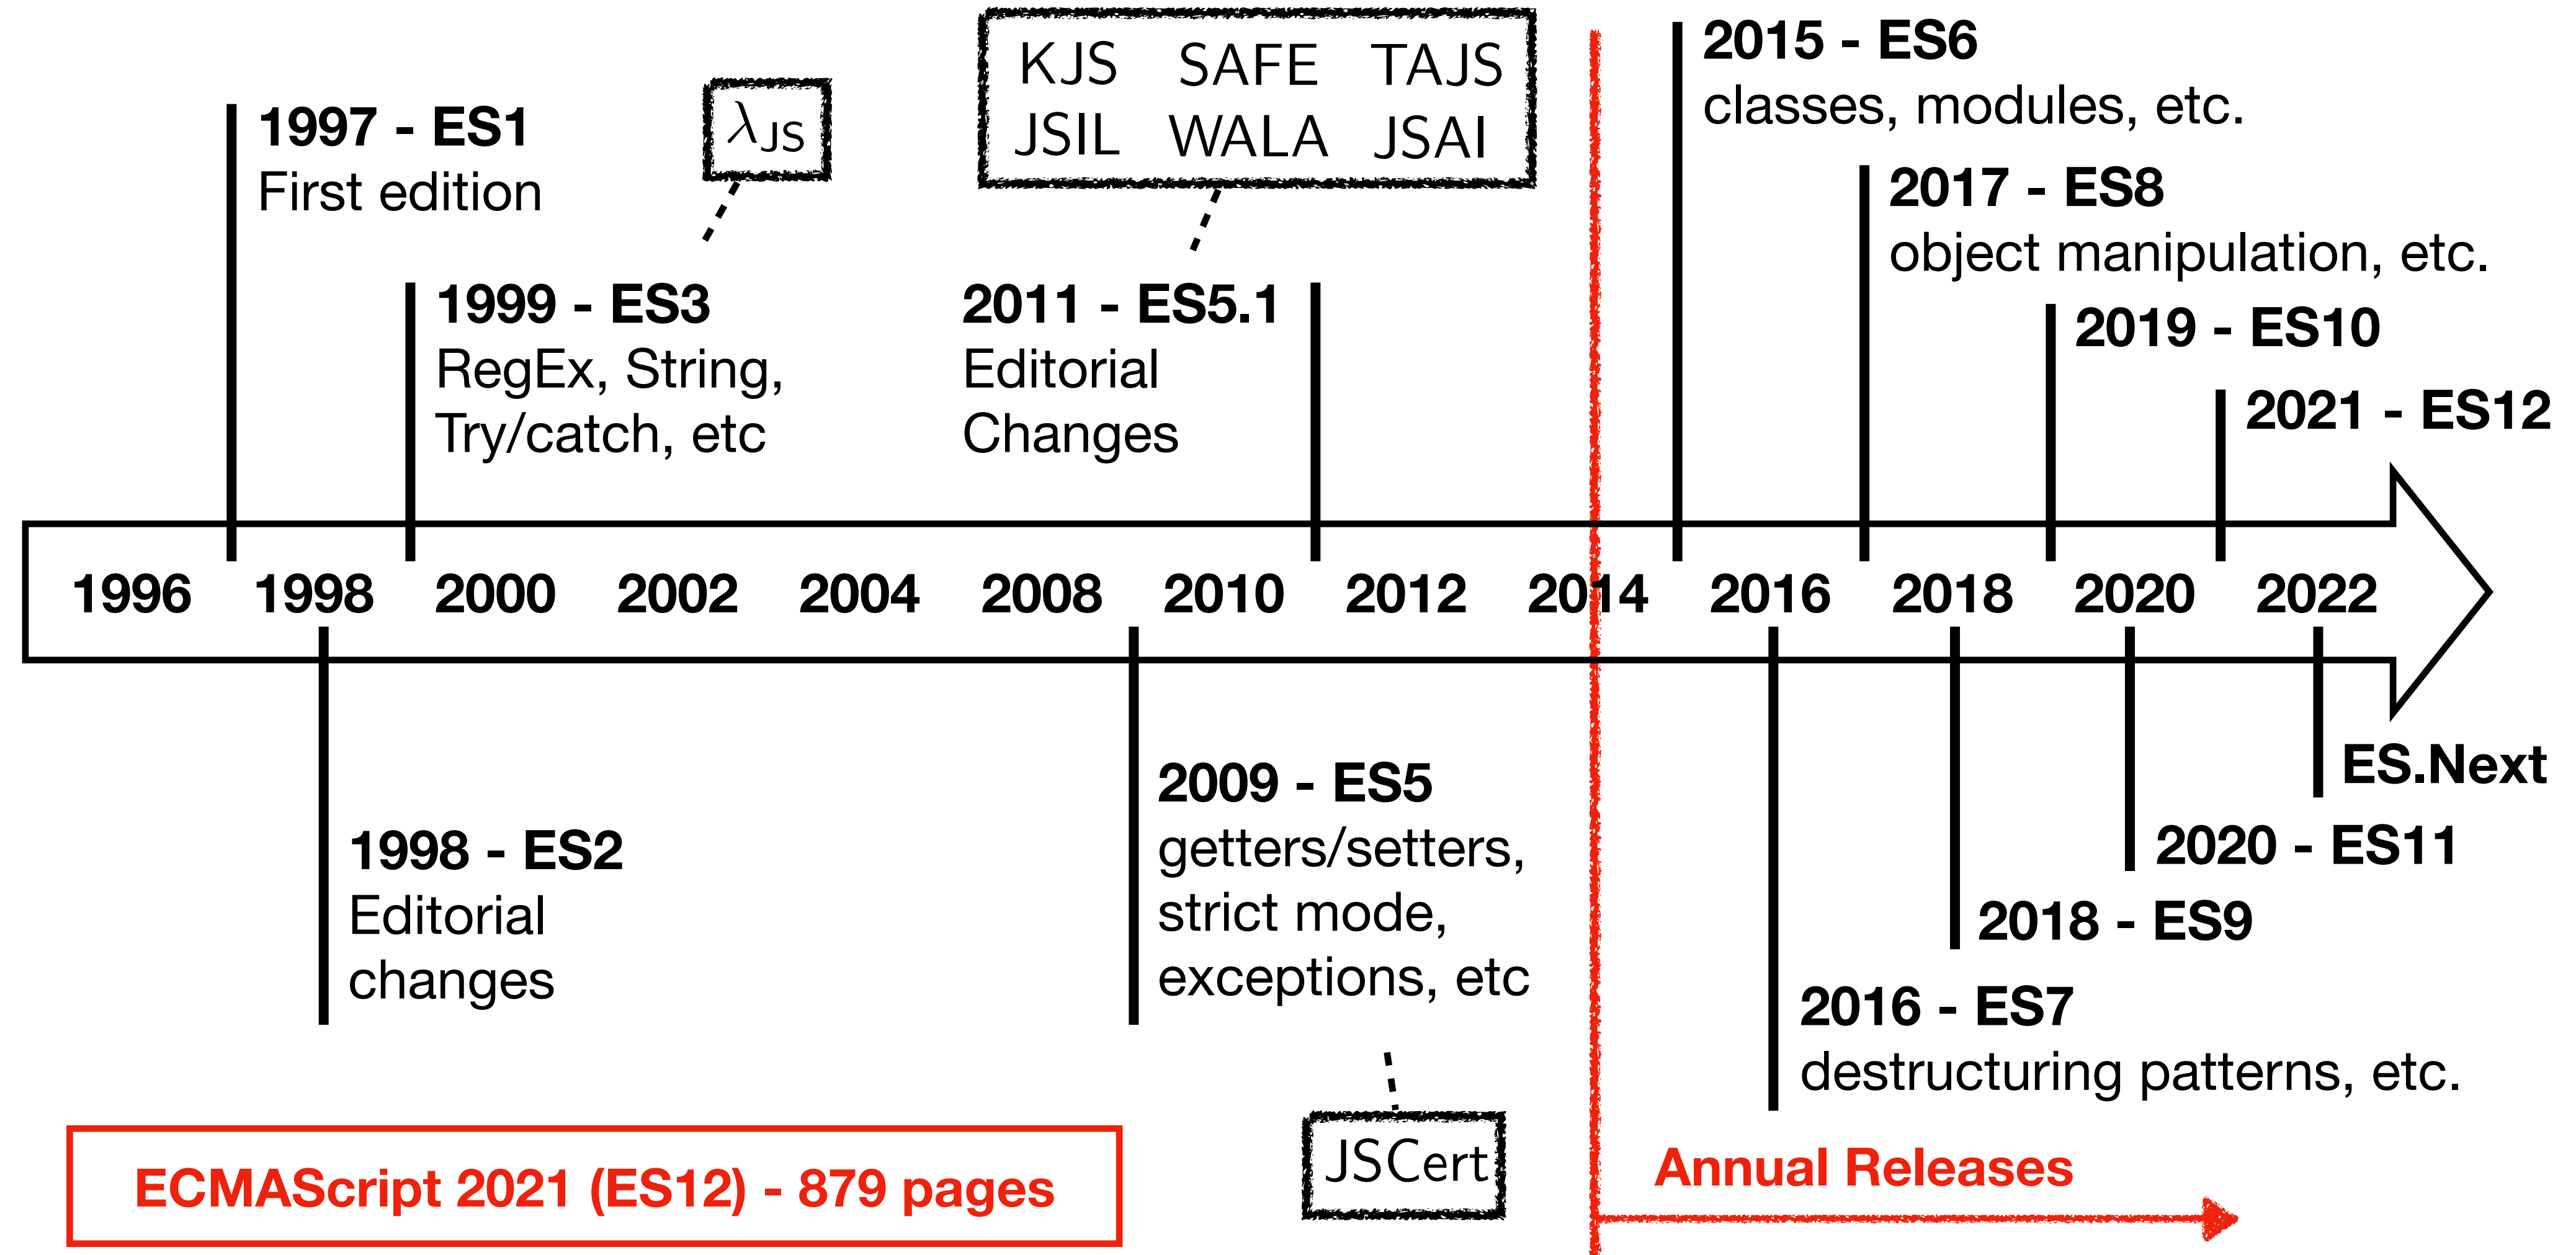 KJS SAFE TAJS
JSIL WALA JSAI
λJS
1997 - ES1
First edition
1999 - ES3
RegEx, String,
Try/catch, etc
2011 - ES5.1
Editorial
Changes
2015 - ES6
classes, modules, etc.
2017 - ES8
object manipulation, etc.
2019 - ES10
2021 - ES12
1996 1998 2000 2002 2004 2008 2010 2012 2014 2016 2018 2020 2022
1998 - ES2
Editorial
changes
2009 - ES5
getters/setters,
strict mode,
exceptions, etc
JSCert
ES.Next
2020 - ES11
2018 - ES9
2016 - ES7
destructuring patterns, etc.
Annual Releases
ECMAScript 2021 (ES12) - 879 pages